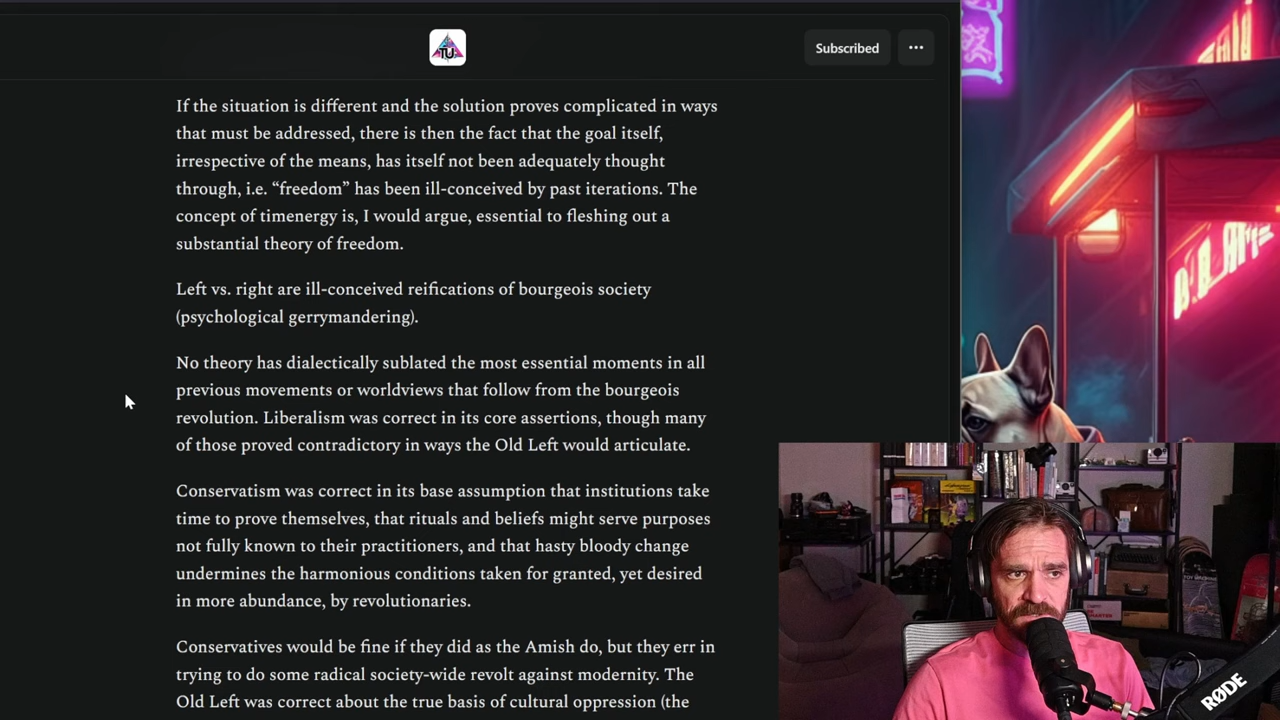 TU
Subscribed
If the situation is different and the solution proves complicated in ways
that must be addressed, there is then the fact that the goal itself,
irrespective of the means, has itself not been adequately thought
through, i.e. “freedom” has been ill-conceived by past iterations. The
concept of timenergy is, I would argue, essential to fleshing out a
substantial theory of freedom.
Left vs. right are ill-conceived reifications of bourgeois society
(psychological gerrymandering).
No theory has dialectically sublated the most essential moments in all
previous movements or worldviews that follow from the bourgeois
revolution. Liberalism was correct in its core assertions, though many
of those proved contradictory in ways the Old Left would articulate.
Conservatism was correct in its base assumption that institutions take
time to prove themselves, that rituals and beliefs might serve purposes
not fully known to their practitioners, and that hasty bloody change
undermines the harmonious conditions taken for granted, yet desired
in more abundance, by revolutionaries.
Conservatives would be fine if they did as the Amish do, but they err in
trying to do some radical society-wide revolt against modernity. The
Old Left was correct about the true basis of cultural oppression (the
RØDE